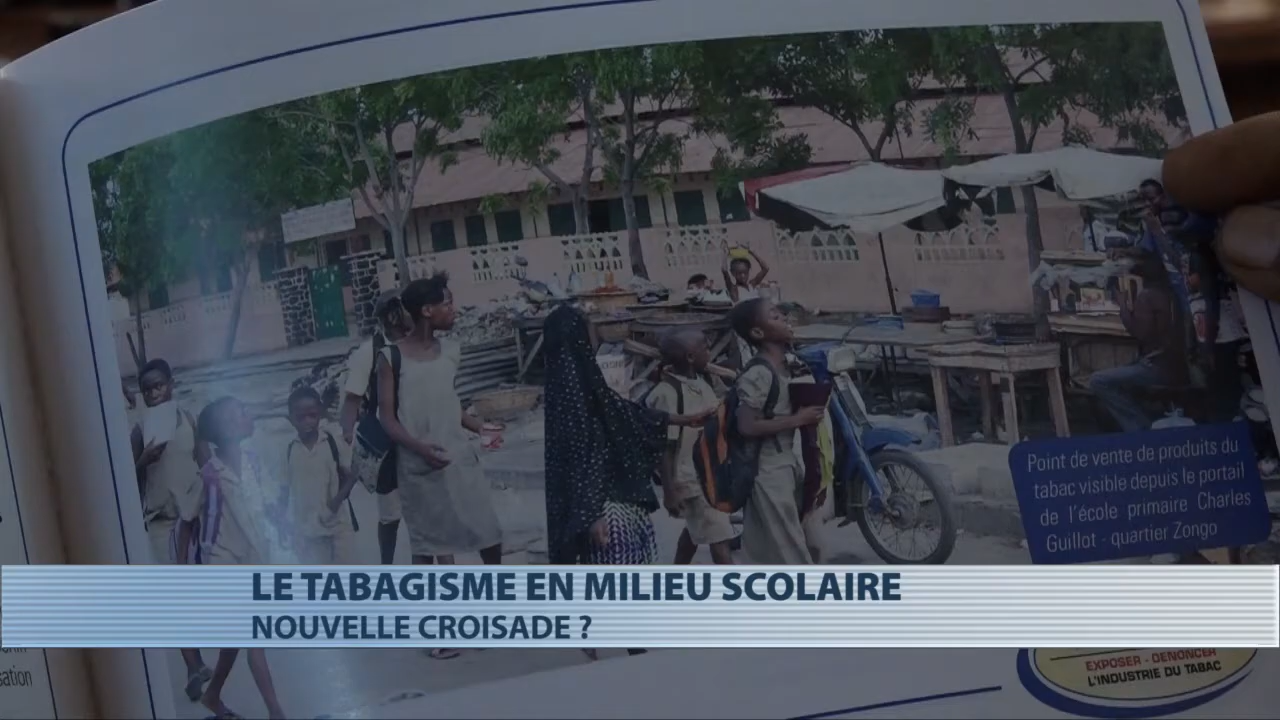 Point de vente de produits du
tabac visible depuis le portail
de l'école primaire Charles
Guillot - quartier Zongo
LE TABAGISME EN MILIEU SCOLAIRE
NOUVELLE CROISADE ?
sation
EXPOSER - DENONCER
L'INDUSTRIE DU TABAC